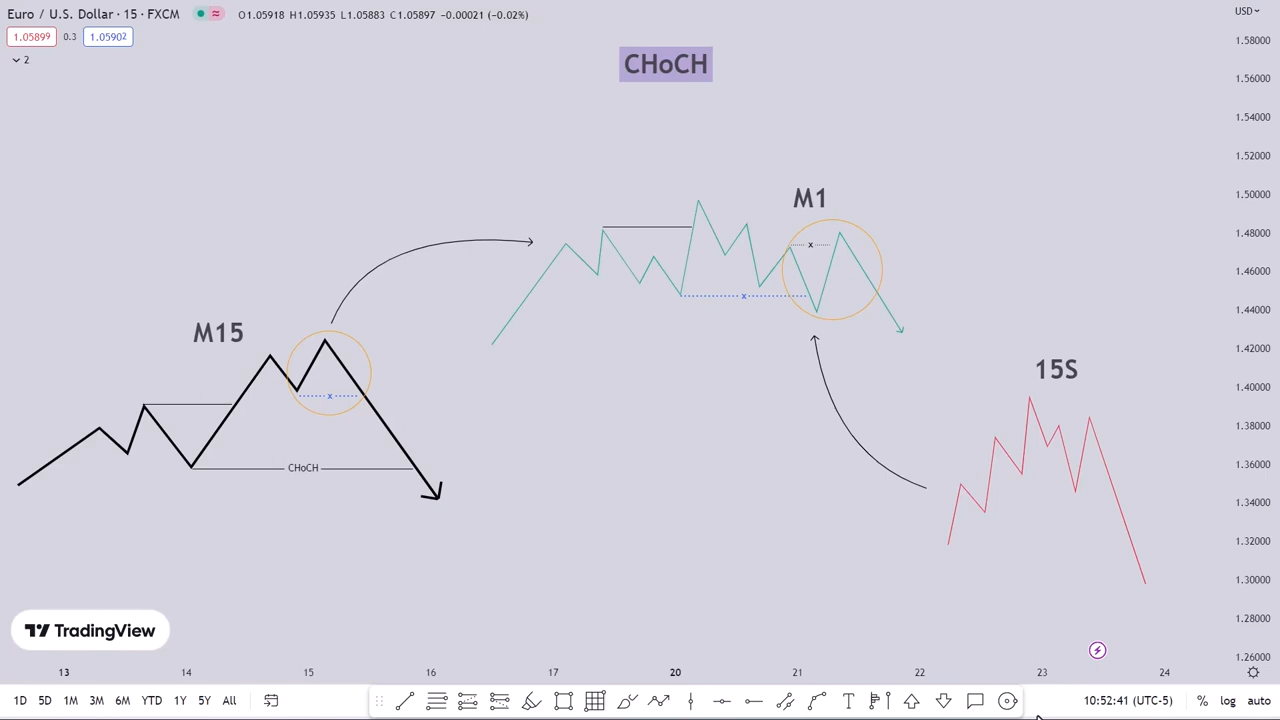 Euro / U.S. Dollar · 15 · FXCM
O1.05918 H1.05935 L1.05883 C1.05897 −0.00021 (−0.02%)
USD
1.05899 0.3 1.05902
2
CHoCH
1.58000
1.56000
1.54000
1.52000
1.50000
1.48000
1.46000
1.44000
1.42000
1.40000
1.38000
1.36000
1.34000
1.32000
1.30000
1.28000
1.26000
M1
x
x
M15
x
CHoCH
15S
TradingView
13 14 15 16 17 20 21 22 23 24
1D 5D 1M 3M 6M YTD 1Y 5Y All
10:52:41 (UTC-5) % log auto